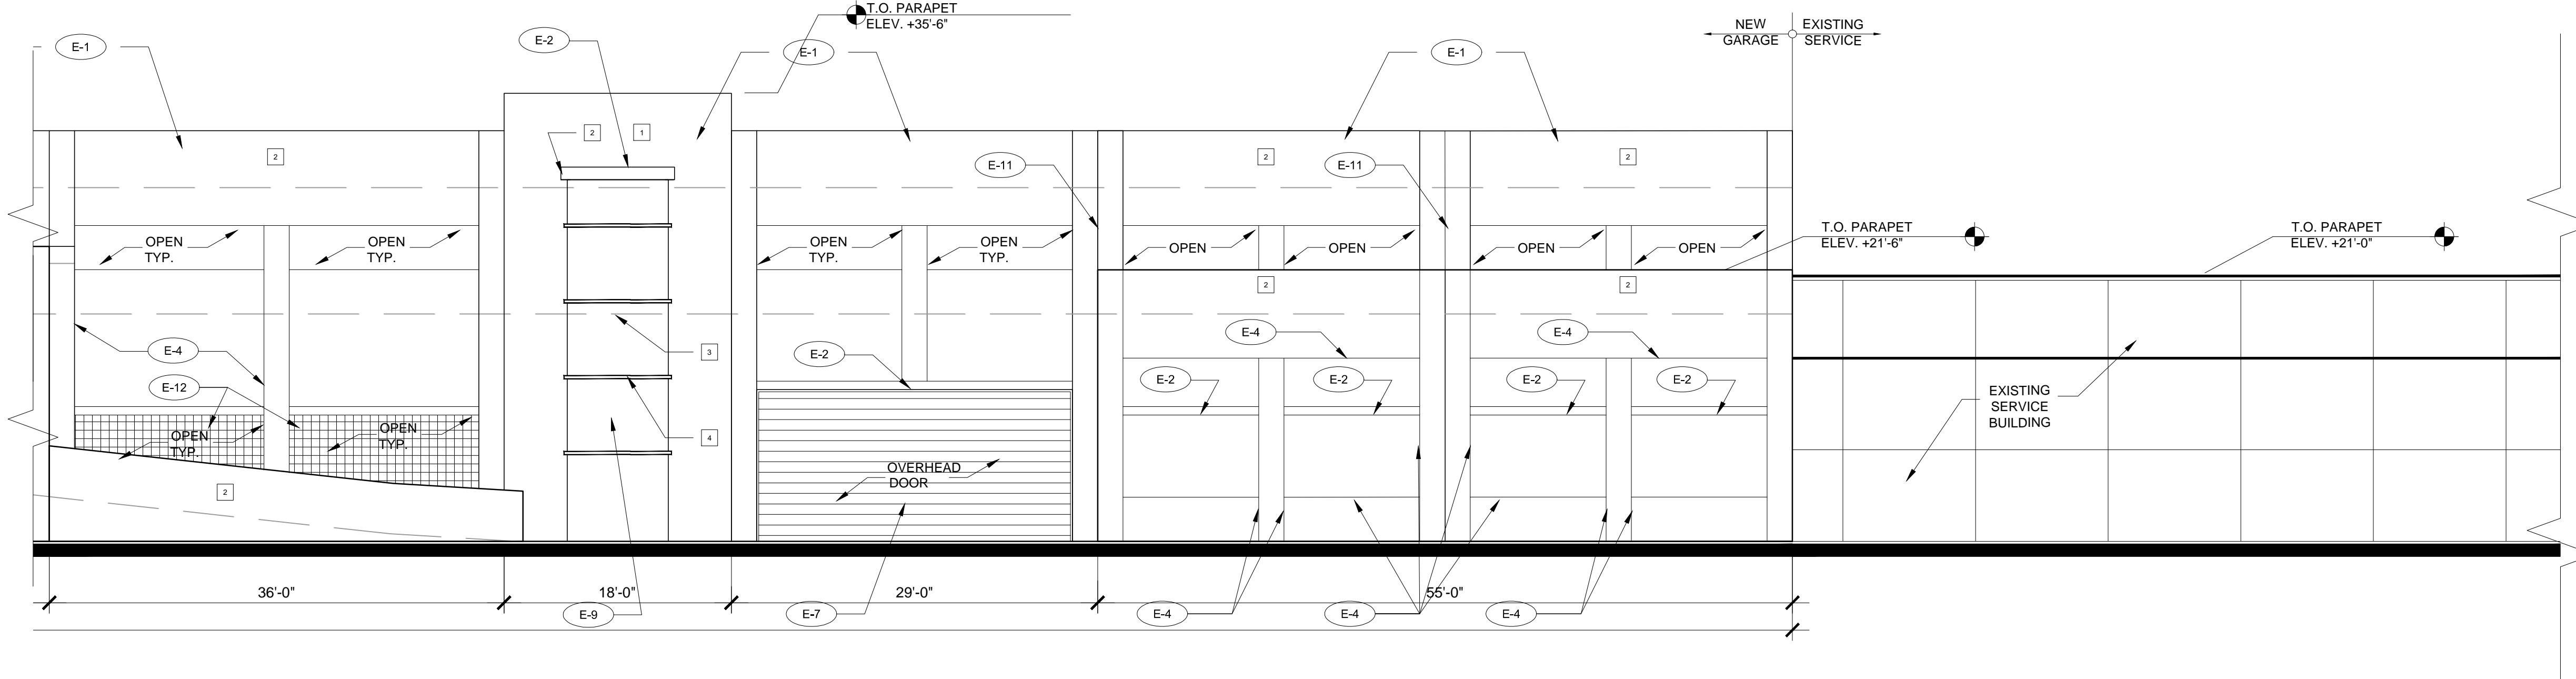 T.O. PARAPET
ELEV. +35'-6"
NEW
GARAGE
EXISTING
SERVICE
E-1
E-2
E-1
E-1
2
1
2
2
2
E-11
E-11
OPEN
TYP.
OPEN
TYP.
OPEN
TYP.
OPEN
TYP.
OPEN
OPEN
OPEN
OPEN
T.O. PARAPET
ELEV. +21'-6"
T.O. PARAPET
ELEV. +21'-0"
2
2
E-4
E-4
E-4
3
E-2
E-12
E-2
E-2
E-2
E-2
EXISTING
SERVICE
BUILDING
OPEN
TYP.
OPEN
TYP.
4
OVERHEAD
DOOR
2
36'-0"
18'-0"
29'-0"
55'-0"
E-9
E-7
E-4
E-4
E-4